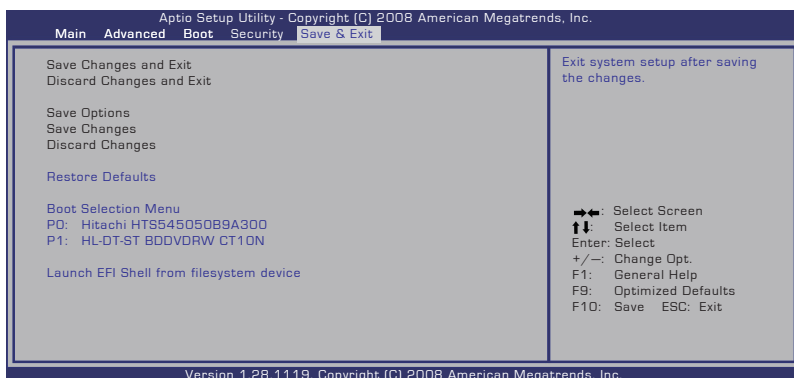 Aptio Setup Utility - Copyright (C) 2008 American Megatrends, Inc.
Main Advanced Boot Security Save & Exit
Save Changes and Exit
Discard Changes and Exit
Save Options
Save Changes
Discard Changes
Restore Defaults
Boot Selection Menu
P0: Hitachi HTS545050B9A300
P1: HL-DT-ST BDDVDRW CT10N
Launch EFI Shell from filesystem device
Exit system setup after saving
the changes.
→←: Select Screen
↑↓: Select Item
Enter: Select
+/—: Change Opt.
F1: General Help
F9: Optimized Defaults
F10: Save ESC: Exit
Version 1.28.1119. Copyright (C) 2008 American Megatrends, Inc.